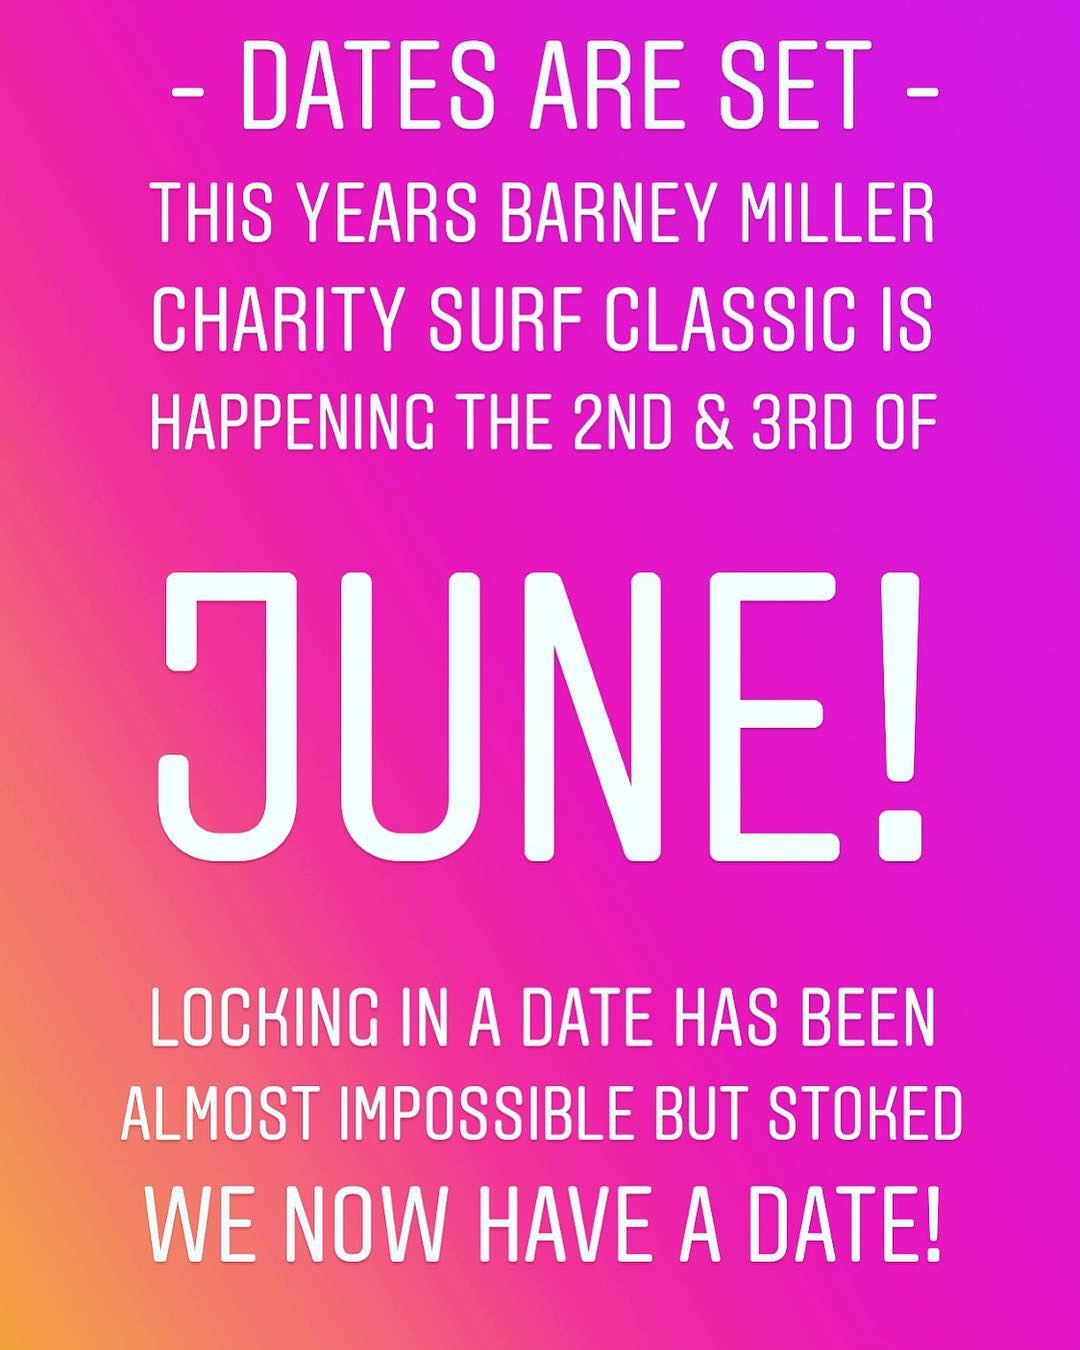 - DATES ARE SET -
THIS YEARS BARNEY MILLER
CHARITY SURF CLASSIC IS
HAPPENING THE 2ND & 3RD OF
JUNE!
LOCKING IN A DATE HAS BEEN
ALMOST IMPOSSIBLE BUT STOKED
WE NOW HAVE A DATE!